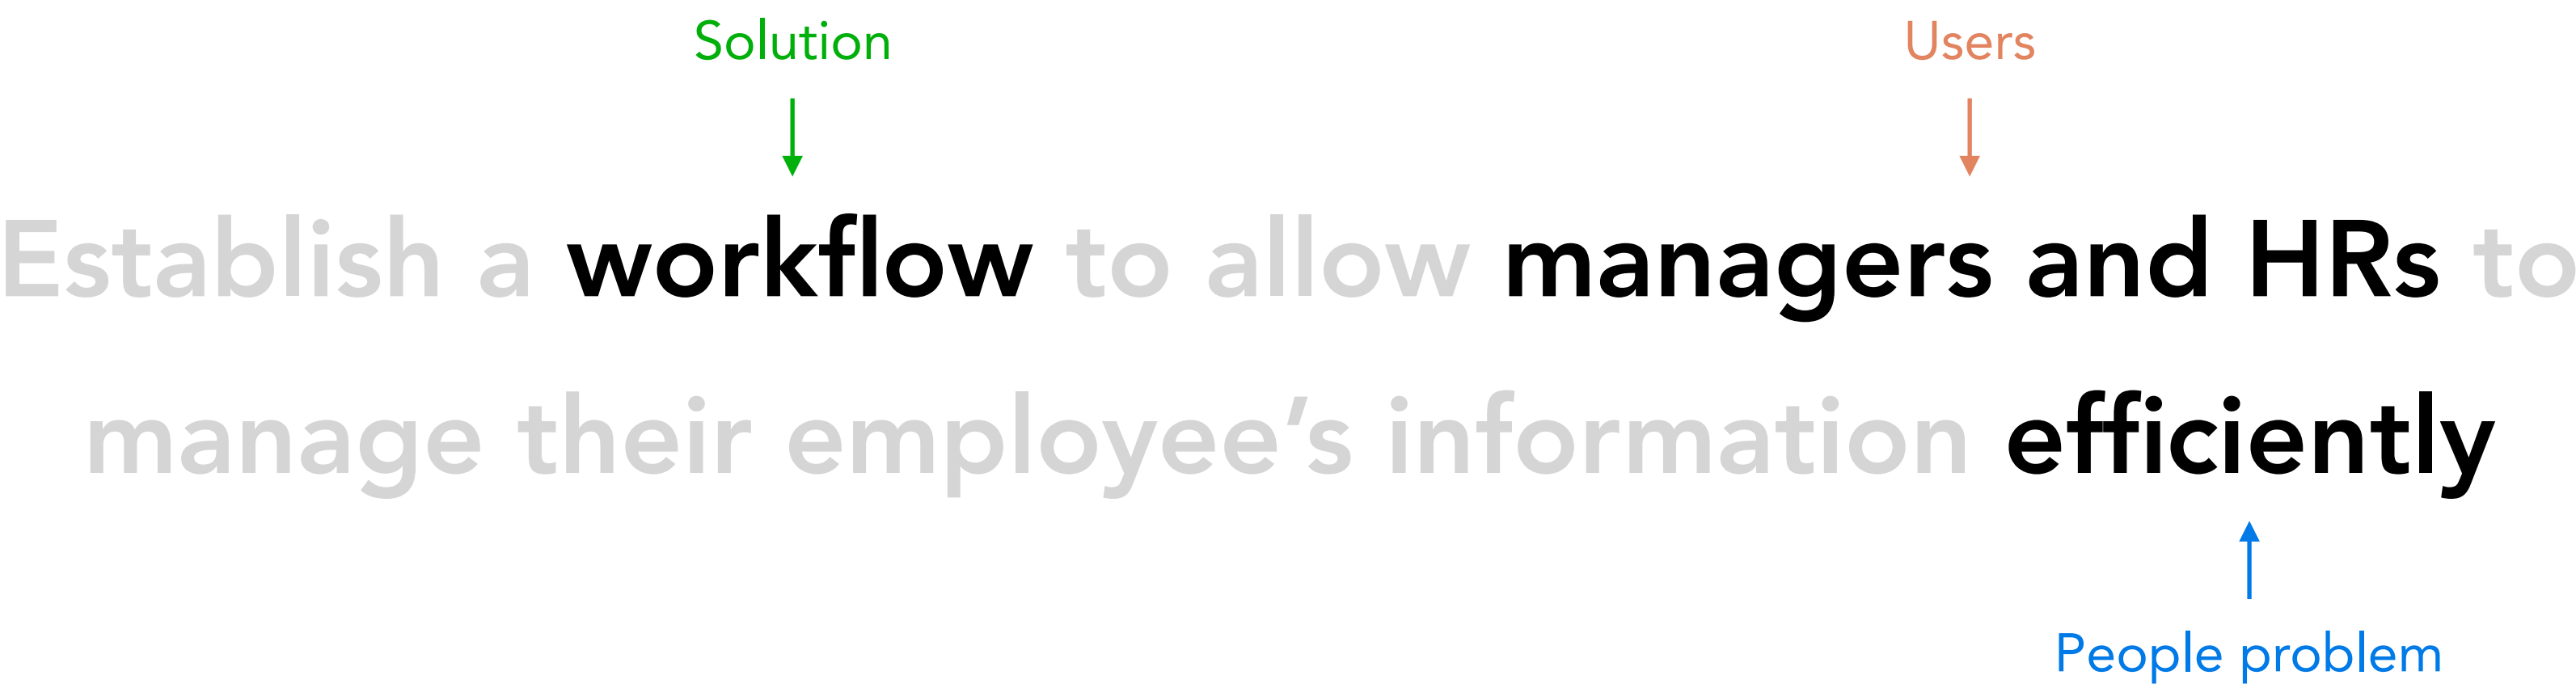 Solution
Users
Establish a workflow to allow managers and HRs to
manage their employee’s information efficiently
People problem